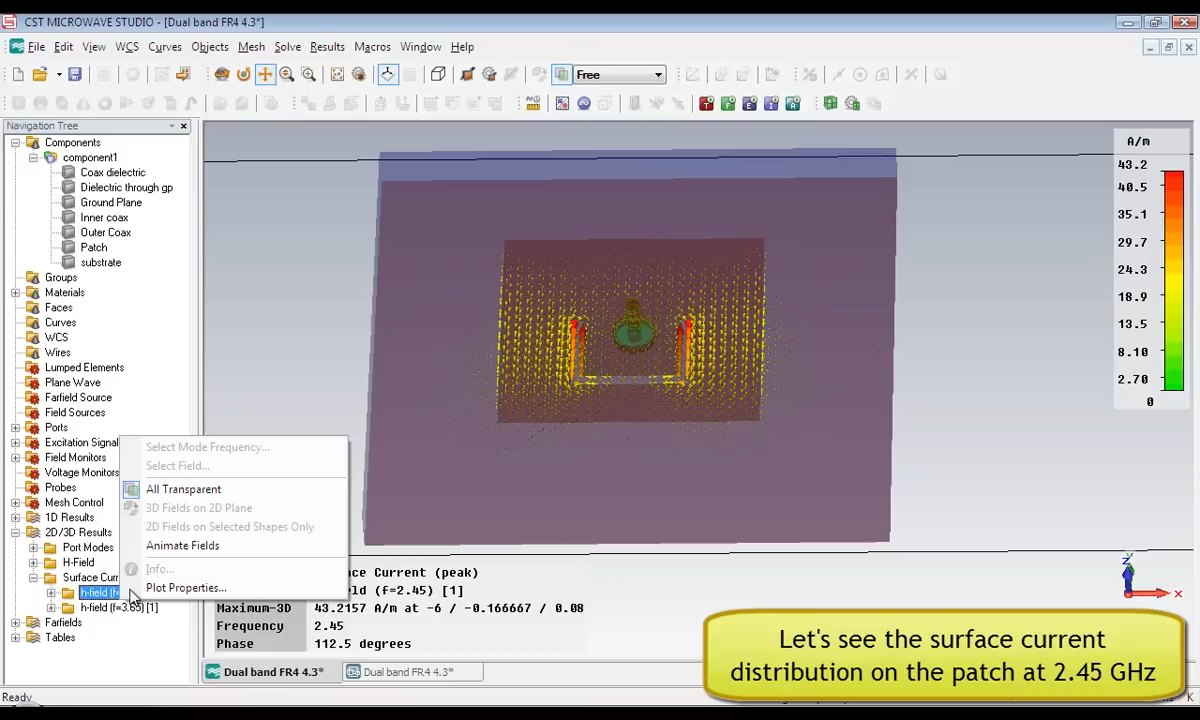 CST MICROWAVE STUDIO - [Dual band FR4 4.3*]
File Edit View WCS Curves Objects Mesh Solve Results Macros Window Help
Free
Navigation Tree
Components
component1
Coax dielectric
Dielectric through gp
Ground Plane
Inner coax
Outer Coax
Patch
substrate
Groups
Materials
Faces
Curves
WCS
Wires
Lumped Elements
Plane Wave
Farfield Source
Field Sources
Ports
Excitation Signal
Field Monitors
Voltage Monitors
Probes
Mesh Control
1D Results
2D/3D Results
Port Modes
H-Field
Surface Curr
h-field (f=
h-field (f=3.65) [1]
Farfields
Tables
Select Mode Frequency...
Select Field...
All Transparent
3D Fields on 2D Plane
2D Fields on Selected Shapes Only
Animate Fields
Info...
Plot Properties...
A/m
43.2
40.5
35.1
29.7
24.3
18.9
13.5
8.10
2.70
0
ce Current (peak)
ld (f=2.45) [1]
Maximum-3D 43.2157 A/m at -6 / -0.166667 / 0.08
Frequency 2.45
Phase 112.5 degrees
Z
X
Dual band FR4 4.3* Dual band FR4 4.3*
Let's see the surface current
distribution on the patch at 2.45 GHz
Ready